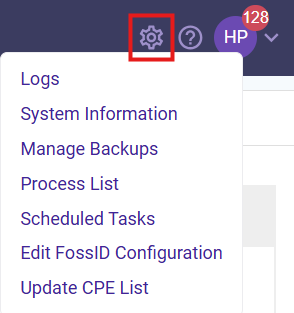 128
HP
Logs
System Information
Manage Backups
Process List
Scheduled Tasks
Edit FossID Configuration
Update CPE List